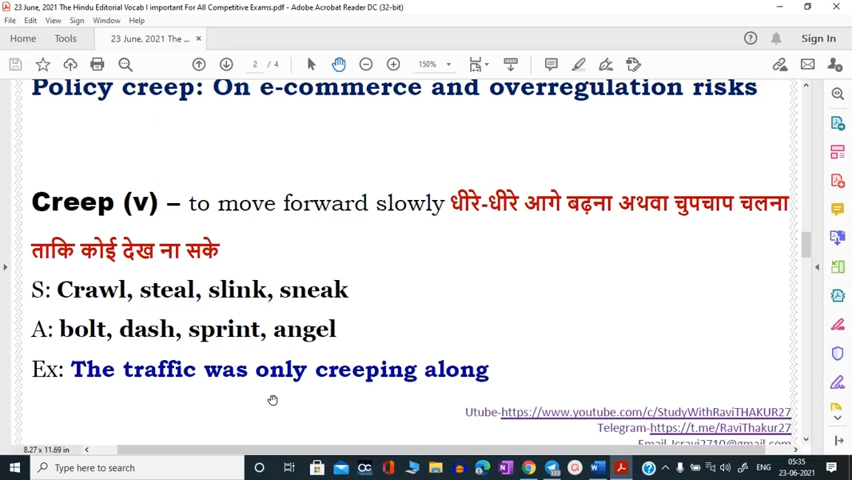 23 June, 2021 The Hindu Editorial Vocab I important For All Competitive Exams.pdf - Adobe Acrobat Reader DC (32-bit)
File Edit View Sign Window Help
Home Tools 23 June, 2021 The ... × Sign In
2 / 4 150%
Policy creep: On e-commerce and overregulation risks
Creep (v) – to move forward slowly धीरे-धीरे आगे बढ़ना अथवा चुपचाप चलना
ताकि कोई देख ना सके
S: Crawl, steal, slink, sneak
A: bolt, dash, sprint, angel
Ex: The traffic was only creeping along
Utube-https://www.youtube.com/c/StudyWithRaviTHAKUR27
Telegram-https://t.me/RaviThakur27
Email-Icravi2710@gmail.com
8.27 x 11.69 in
Type here to search ENG 05:35
23-06-2021